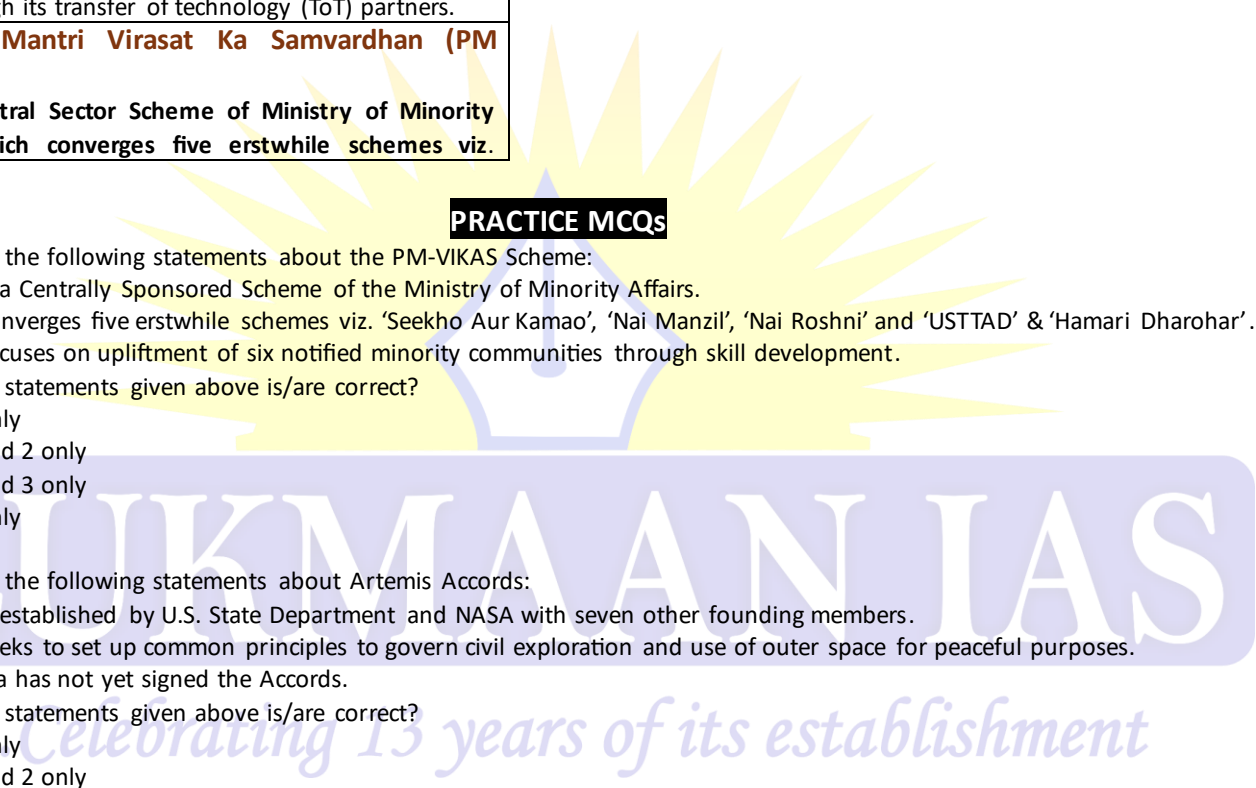 gh its transfer of technology (ToT) partners.
Mantri Virasat Ka Samvardhan (PM
tral Sector Scheme of Ministry of Minority
ich converges five erstwhile schemes viz.
PRACTICE MCQs
the following statements about the PM-VIKAS Scheme:
a Centrally Sponsored Scheme of the Ministry of Minority Affairs.
nverges five erstwhile schemes viz. ‘Seekho Aur Kamao’, ‘Nai Manzil’, ‘Nai Roshni’ and ‘USTTAD’ & ‘Hamari Dharohar’.
cuses on upliftment of six notified minority communities through skill development.
statements given above is/are correct?
nly
d 2 only
d 3 only
nly
UKMAAN IAS
the following statements about Artemis Accords:
established by U.S. State Department and NASA with seven other founding members.
eeks to set up common principles to govern civil exploration and use of outer space for peaceful purposes.
a has not yet signed the Accords.
statements given above is/are correct?
nly
Celebrating 13 years of its establishment
d 2 only